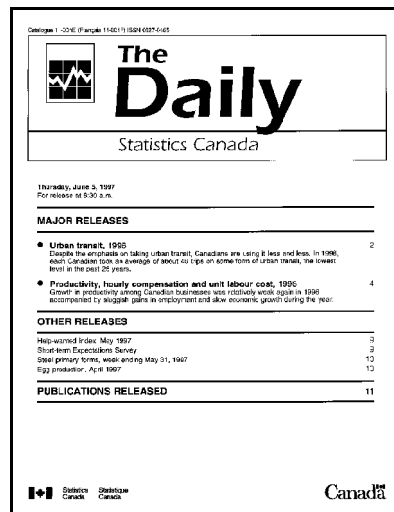 Catalogue 11-001E (Français 11-001F) ISSN 0827-0465
The
Daily
Statistics Canada
Thursday, June 5, 1997
For release at 8:30 a.m.
MAJOR RELEASES
● Urban transit, 1996 2
Despite the emphasis on taking urban transit, Canadians are using it less and less. In 1996,
each Canadian took an average of about 48 trips on some form of urban transit, the lowest
level in the past 25 years.
● Productivity, hourly compensation and unit labour cost, 1996 4
Growth in productivity among Canadian businesses was relatively weak again in 1996
accompanied by sluggish gains in employment and slow economic growth during the year.
OTHER RELEASES
Help-wanted index May 1997 9
Short-term Expectations Survey 9
Steel primary forms, week ending May 31, 1997 10
Egg production, April 1997 10
PUBLICATIONS RELEASED 11
Statistics Statistique
Canada Canada
Canada